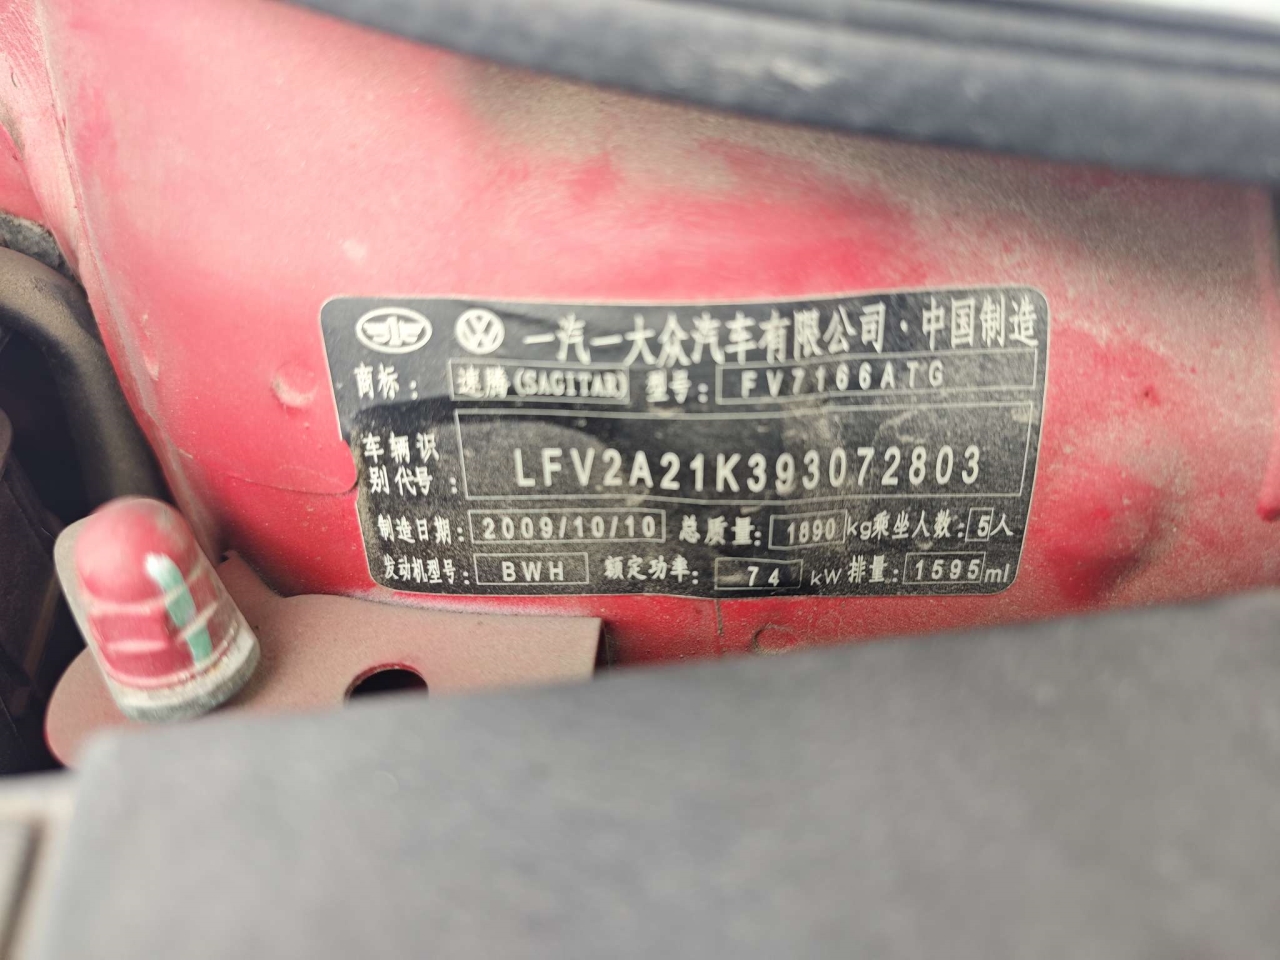 一汽一大众汽车有限公司·中国制造
商标: 速腾(SAGITAR) 型号: FV7166ATG
车辆识
别代号: LFV2A21K393072803
制造日期: 2009/10/10 总质量: 1890 kg 乘坐人数: 5 人
发动机型号: BWH 额定功率: 74 kW 排量: 1595 ml